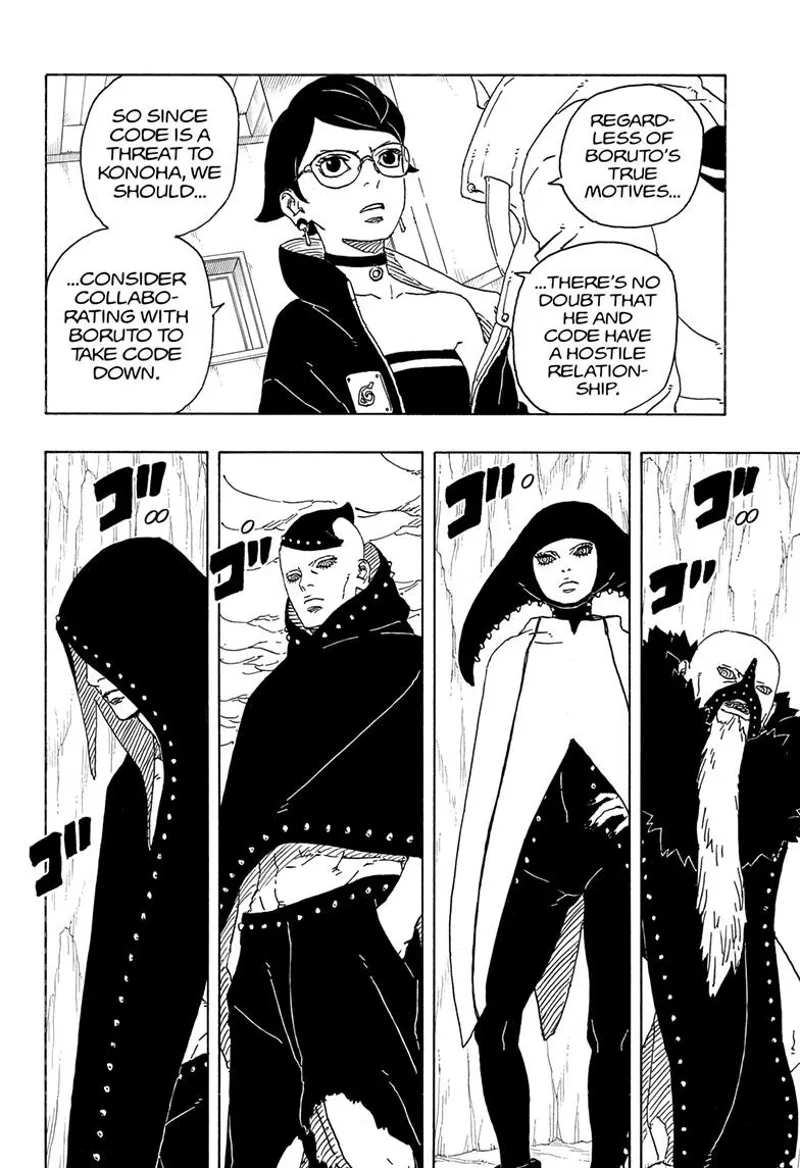 REGARD-
LESS OF
BORUTO'S
TRUE
MOTIVES...
...THERE'S NO
DOUBT THAT
HE AND
CODE HAVE
A HOSTILE
RELATION-
SHIP.
SO SINCE
CODE IS A
THREAT TO
KONOHA, WE
SHOULD...
...CONSIDER
COLLABO-
RATING WITH
BORUTO TO
TAKE CODE
DOWN.
ゴ
ゴ
ゴ
ゴ
ゴ
ゴ